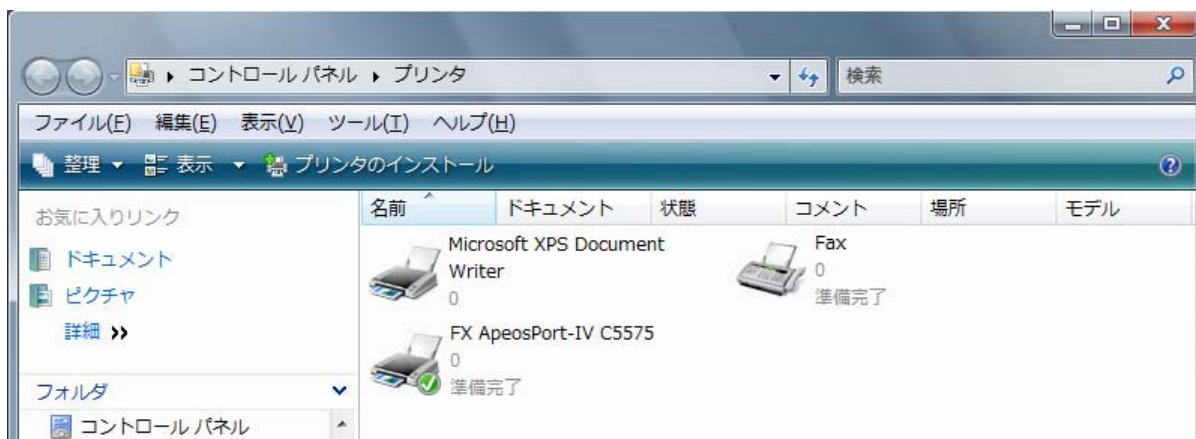 コントロール パネル ▸ プリンタ
検索
ファイル(F) 編集(E) 表示(V) ツール(T) ヘルプ(H)
整理 表示 プリンタのインストール
お気に入りリンク
ドキュメント
ピクチャ
詳細 »
フォルダ
コントロール パネル
名前 ドキュメント 状態 コメント 場所 モデル
Microsoft XPS Document
Writer
0
Fax
0
準備完了
FX ApeosPort-IV C5575
0
準備完了